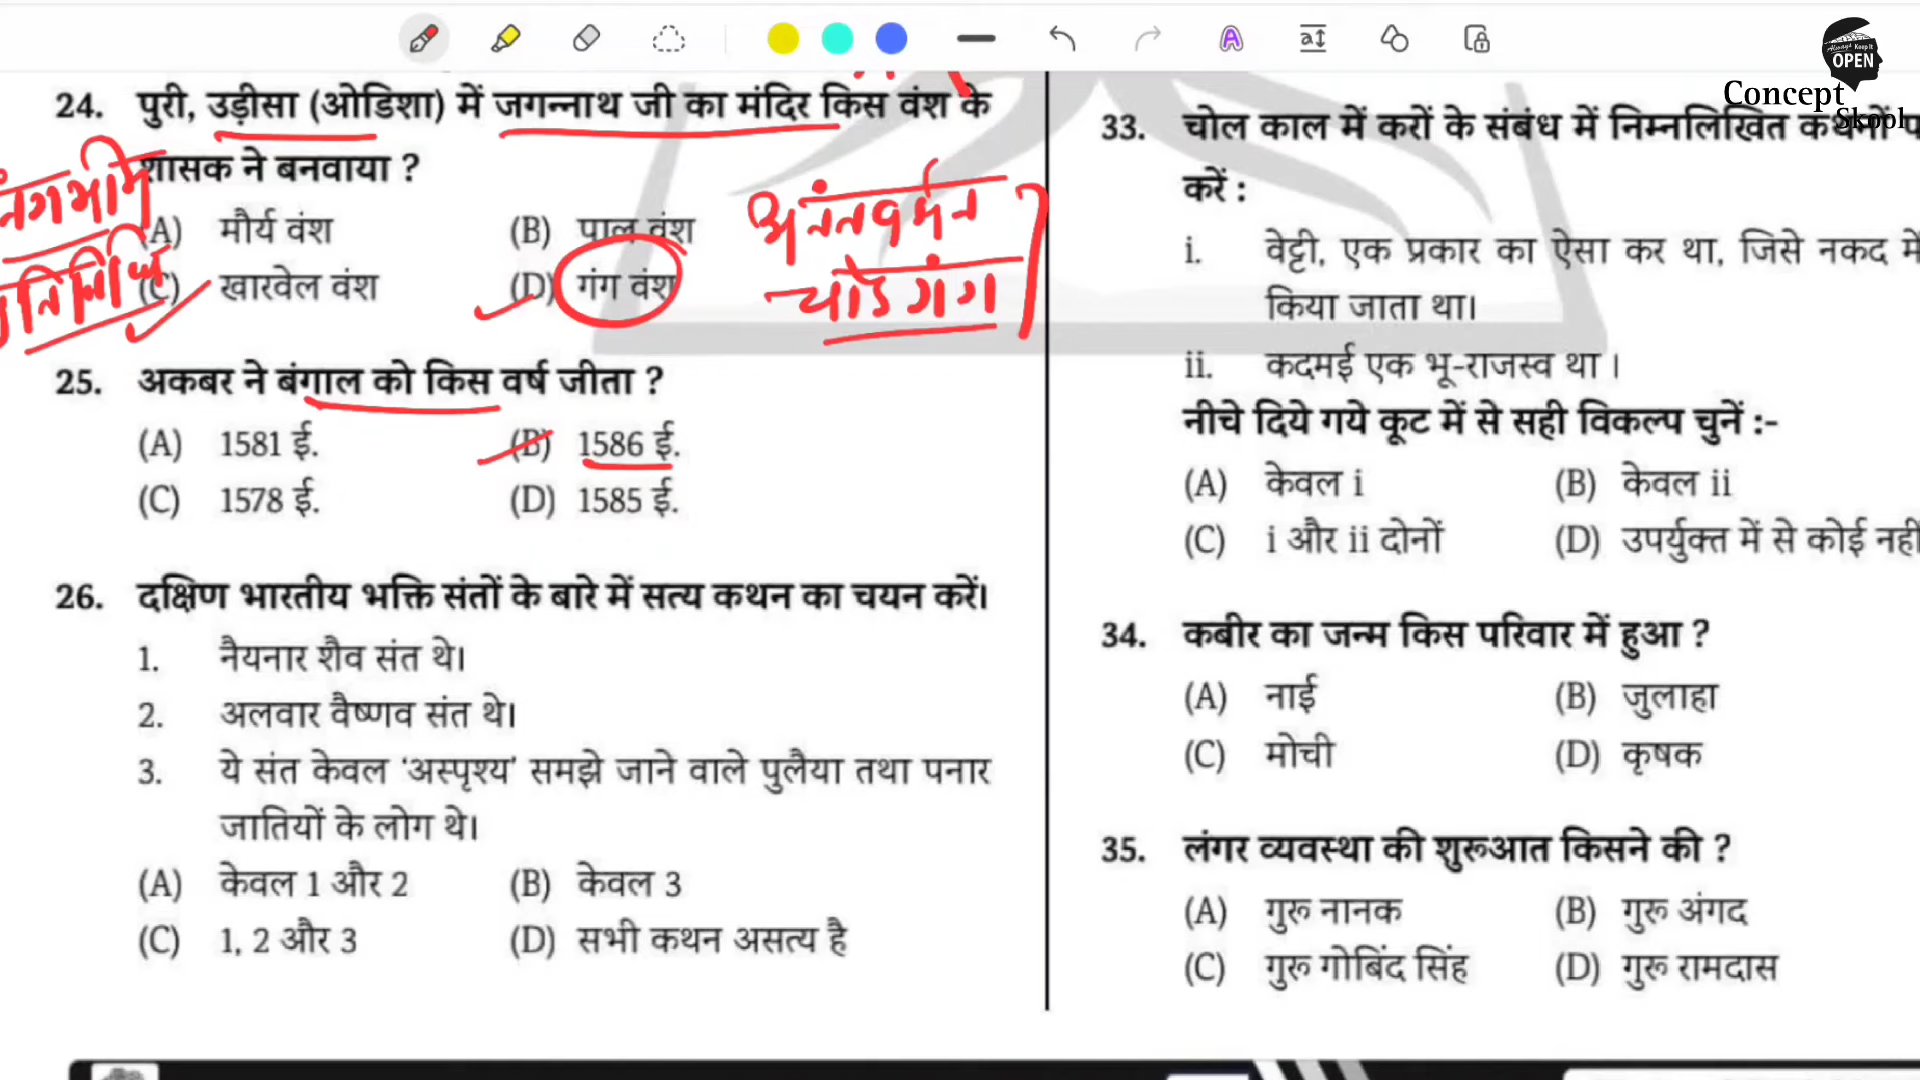 Always Keep It
OPEN
Concept
Skool
24. पुरी, उड़ीसा (ओडिशा) में जगन्नाथ जी का मंदिर किस वंश के
शासक ने बनवाया ?
(A) मौर्य वंश (B) पाल वंश
(C) खारवेल वंश (D) गंग वंश
अनंतवर्मन
चोडगंग
25. अकबर ने बंगाल को किस वर्ष जीता ?
(A) 1581 ई. (B) 1586 ई.
(C) 1578 ई. (D) 1585 ई.
26. दक्षिण भारतीय भक्ति संतों के बारे में सत्य कथन का चयन करें।
1. नैयनार शैव संत थे।
2. अलवार वैष्णव संत थे।
3. ये संत केवल ‘अस्पृश्य’ समझे जाने वाले पुलैया तथा पनार
जातियों के लोग थे।
(A) केवल 1 और 2 (B) केवल 3
(C) 1, 2 और 3 (D) सभी कथन असत्य है
33. चोल काल में करों के संबंध में निम्नलिखित कथनों
करें :
i. वेट्टी, एक प्रकार का ऐसा कर था, जिसे नकद में
किया जाता था।
ii. कदमई एक भू-राजस्व था ।
नीचे दिये गये कूट में से सही विकल्प चुनें :-
(A) केवल i (B) केवल ii
(C) i और ii दोनों (D) उपर्युक्त में से कोई नहीं
34. कबीर का जन्म किस परिवार में हुआ ?
(A) नाई (B) जुलाहा
(C) मोची (D) कृषक
35. लंगर व्यवस्था की शुरूआत किसने की ?
(A) गुरू नानक (B) गुरू अंगद
(C) गुरू गोबिंद सिंह (D) गुरू रामदास